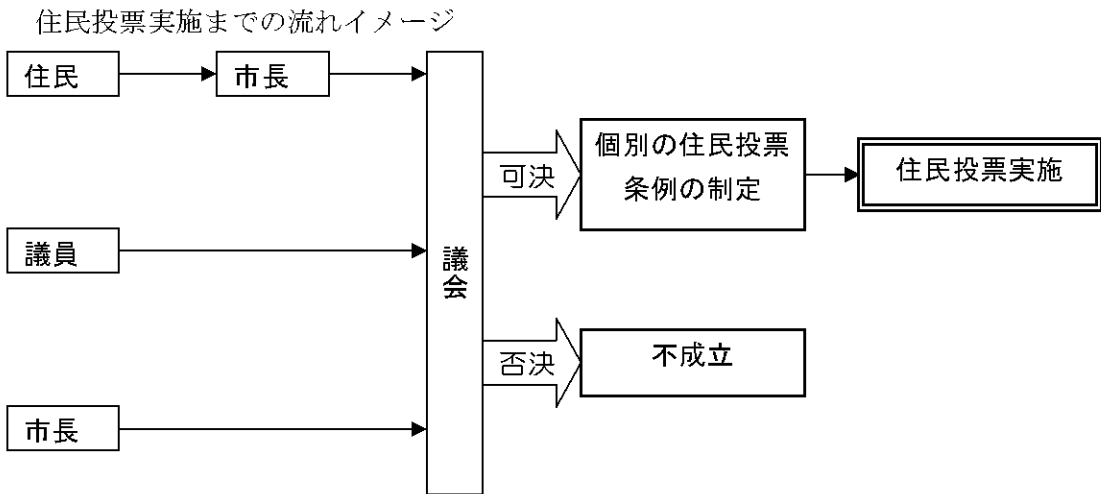 住民投票実施までの流れイメージ
住民
市長
議員
市長
議会
可決
個別の住民投票
条例の制定
住民投票実施
否決
不成立